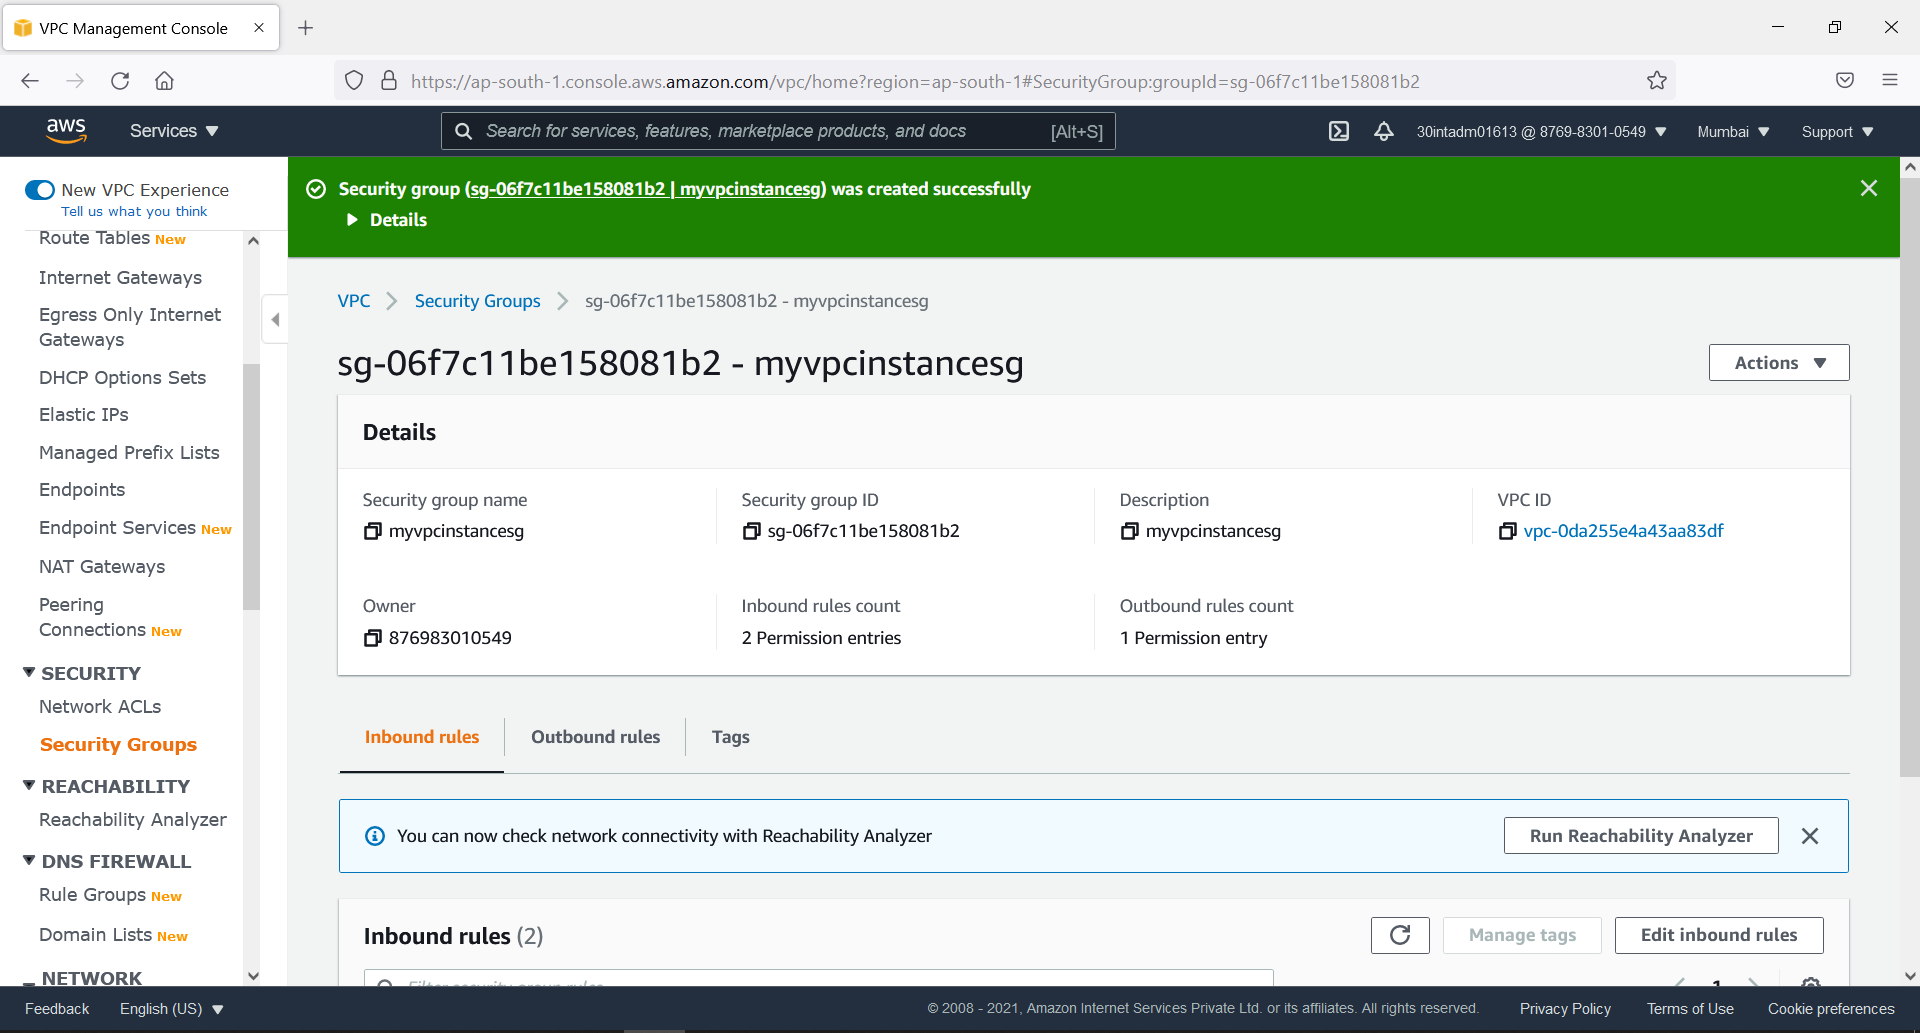 VPC Management Console
https://ap-south-1.console.aws.amazon.com/vpc/home?region=ap-south-1#SecurityGroup:groupId=sg-06f7c11be158081b2
aws Services Search for services, features, marketplace products, and docs [Alt+S] 30intadm01613 @ 8769-8301-0549 Mumbai Support
New VPC Experience
Tell us what you think
Route Tables New
Internet Gateways
Egress Only Internet
Gateways
DHCP Options Sets
Elastic IPs
Managed Prefix Lists
Endpoints
Endpoint Services New
NAT Gateways
Peering
Connections New
SECURITY
Network ACLs
Security Groups
REACHABILITY
Reachability Analyzer
DNS FIREWALL
Rule Groups New
Domain Lists New
NETWORK
Security group (sg-06f7c11be158081b2 | myvpcinstancesg) was created successfully
Details
VPC Security Groups sg-06f7c11be158081b2 - myvpcinstancesg
sg-06f7c11be158081b2 - myvpcinstancesg
Actions
Details
Security group name Security group ID Description VPC ID
myvpcinstancesg sg-06f7c11be158081b2 myvpcinstancesg vpc-0da255e4a43aa83df
Owner Inbound rules count Outbound rules count
876983010549 2 Permission entries 1 Permission entry
Inbound rules Outbound rules Tags
You can now check network connectivity with Reachability Analyzer Run Reachability Analyzer
Inbound rules (2) Manage tags Edit inbound rules
Filter security group rules 1
Feedback English (US) © 2008 - 2021, Amazon Internet Services Private Ltd. or its affiliates. All rights reserved. Privacy Policy Terms of Use Cookie preferences